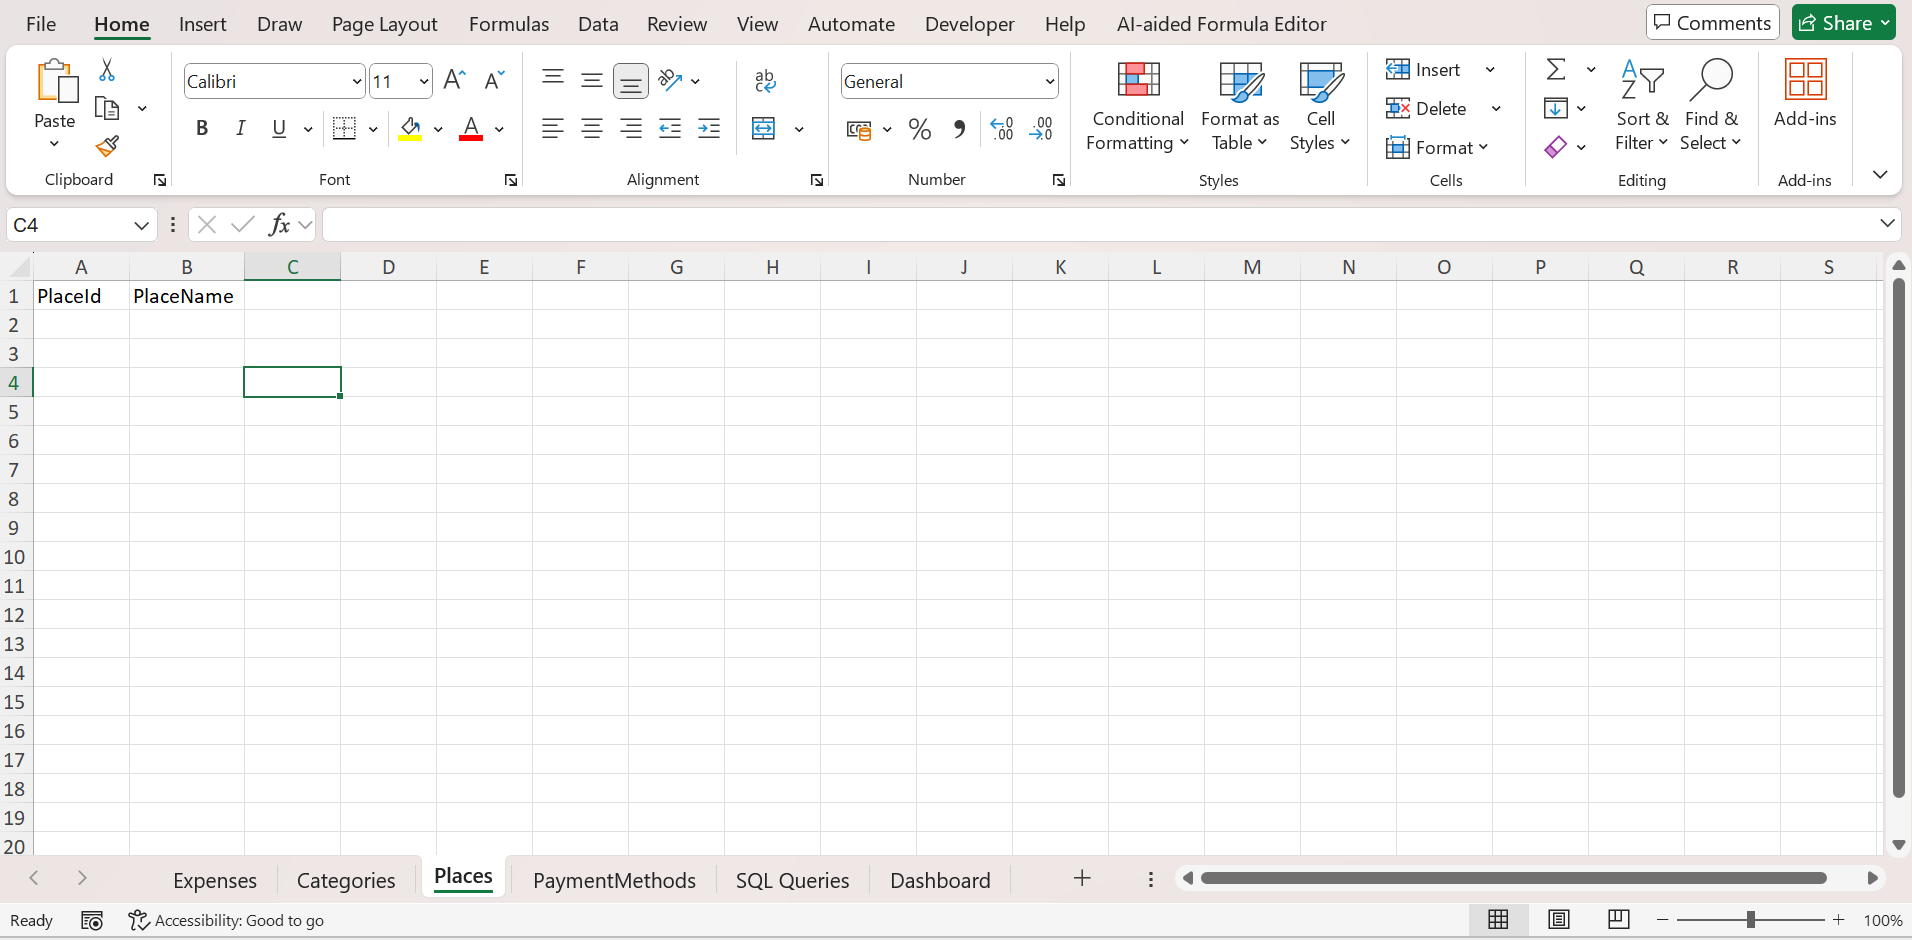 File Home Insert Draw Page Layout Formulas Data Review View Automate Developer Help AI-aided Formula Editor Comments Share
Paste
Clipboard
Calibri 11
B I U A
Font
ab
Alignment
General
% .00 .00
Number
Conditional Formatting
Format as Table
Cell Styles
Styles
Insert
Delete
Format
Cells
Sort & Filter
Find & Select
Editing
Add-ins
Add-ins
C4 fx
A B C D E F G H I J K L M N O P Q R S
1 PlaceId PlaceName
2
3
4
5
6
7
8
9
10
11
12
13
14
15
16
17
18
19
20
Expenses Categories Places PaymentMethods SQL Queries Dashboard
Ready Accessibility: Good to go 100%